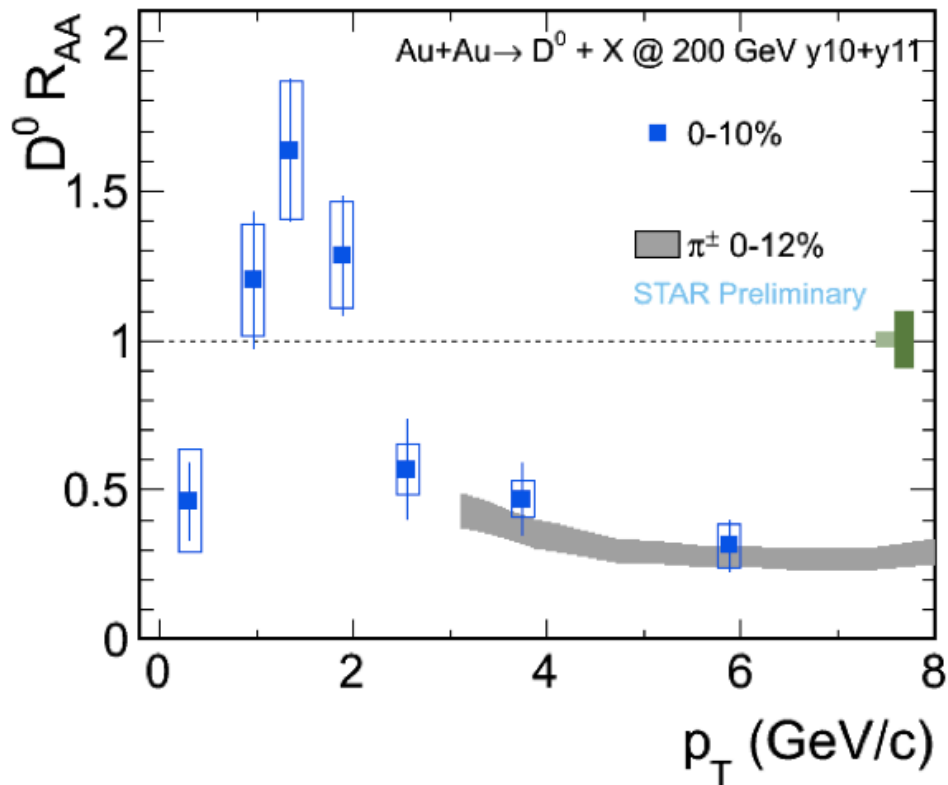 Au+Au→ D⁰ + X @ 200 GeV y10+y11
0-10%
π± 0-12%
STAR Preliminary
D⁰ R_AA
2
1.5
1
0.5
0
0 2 4 6 8
p_T (GeV/c)